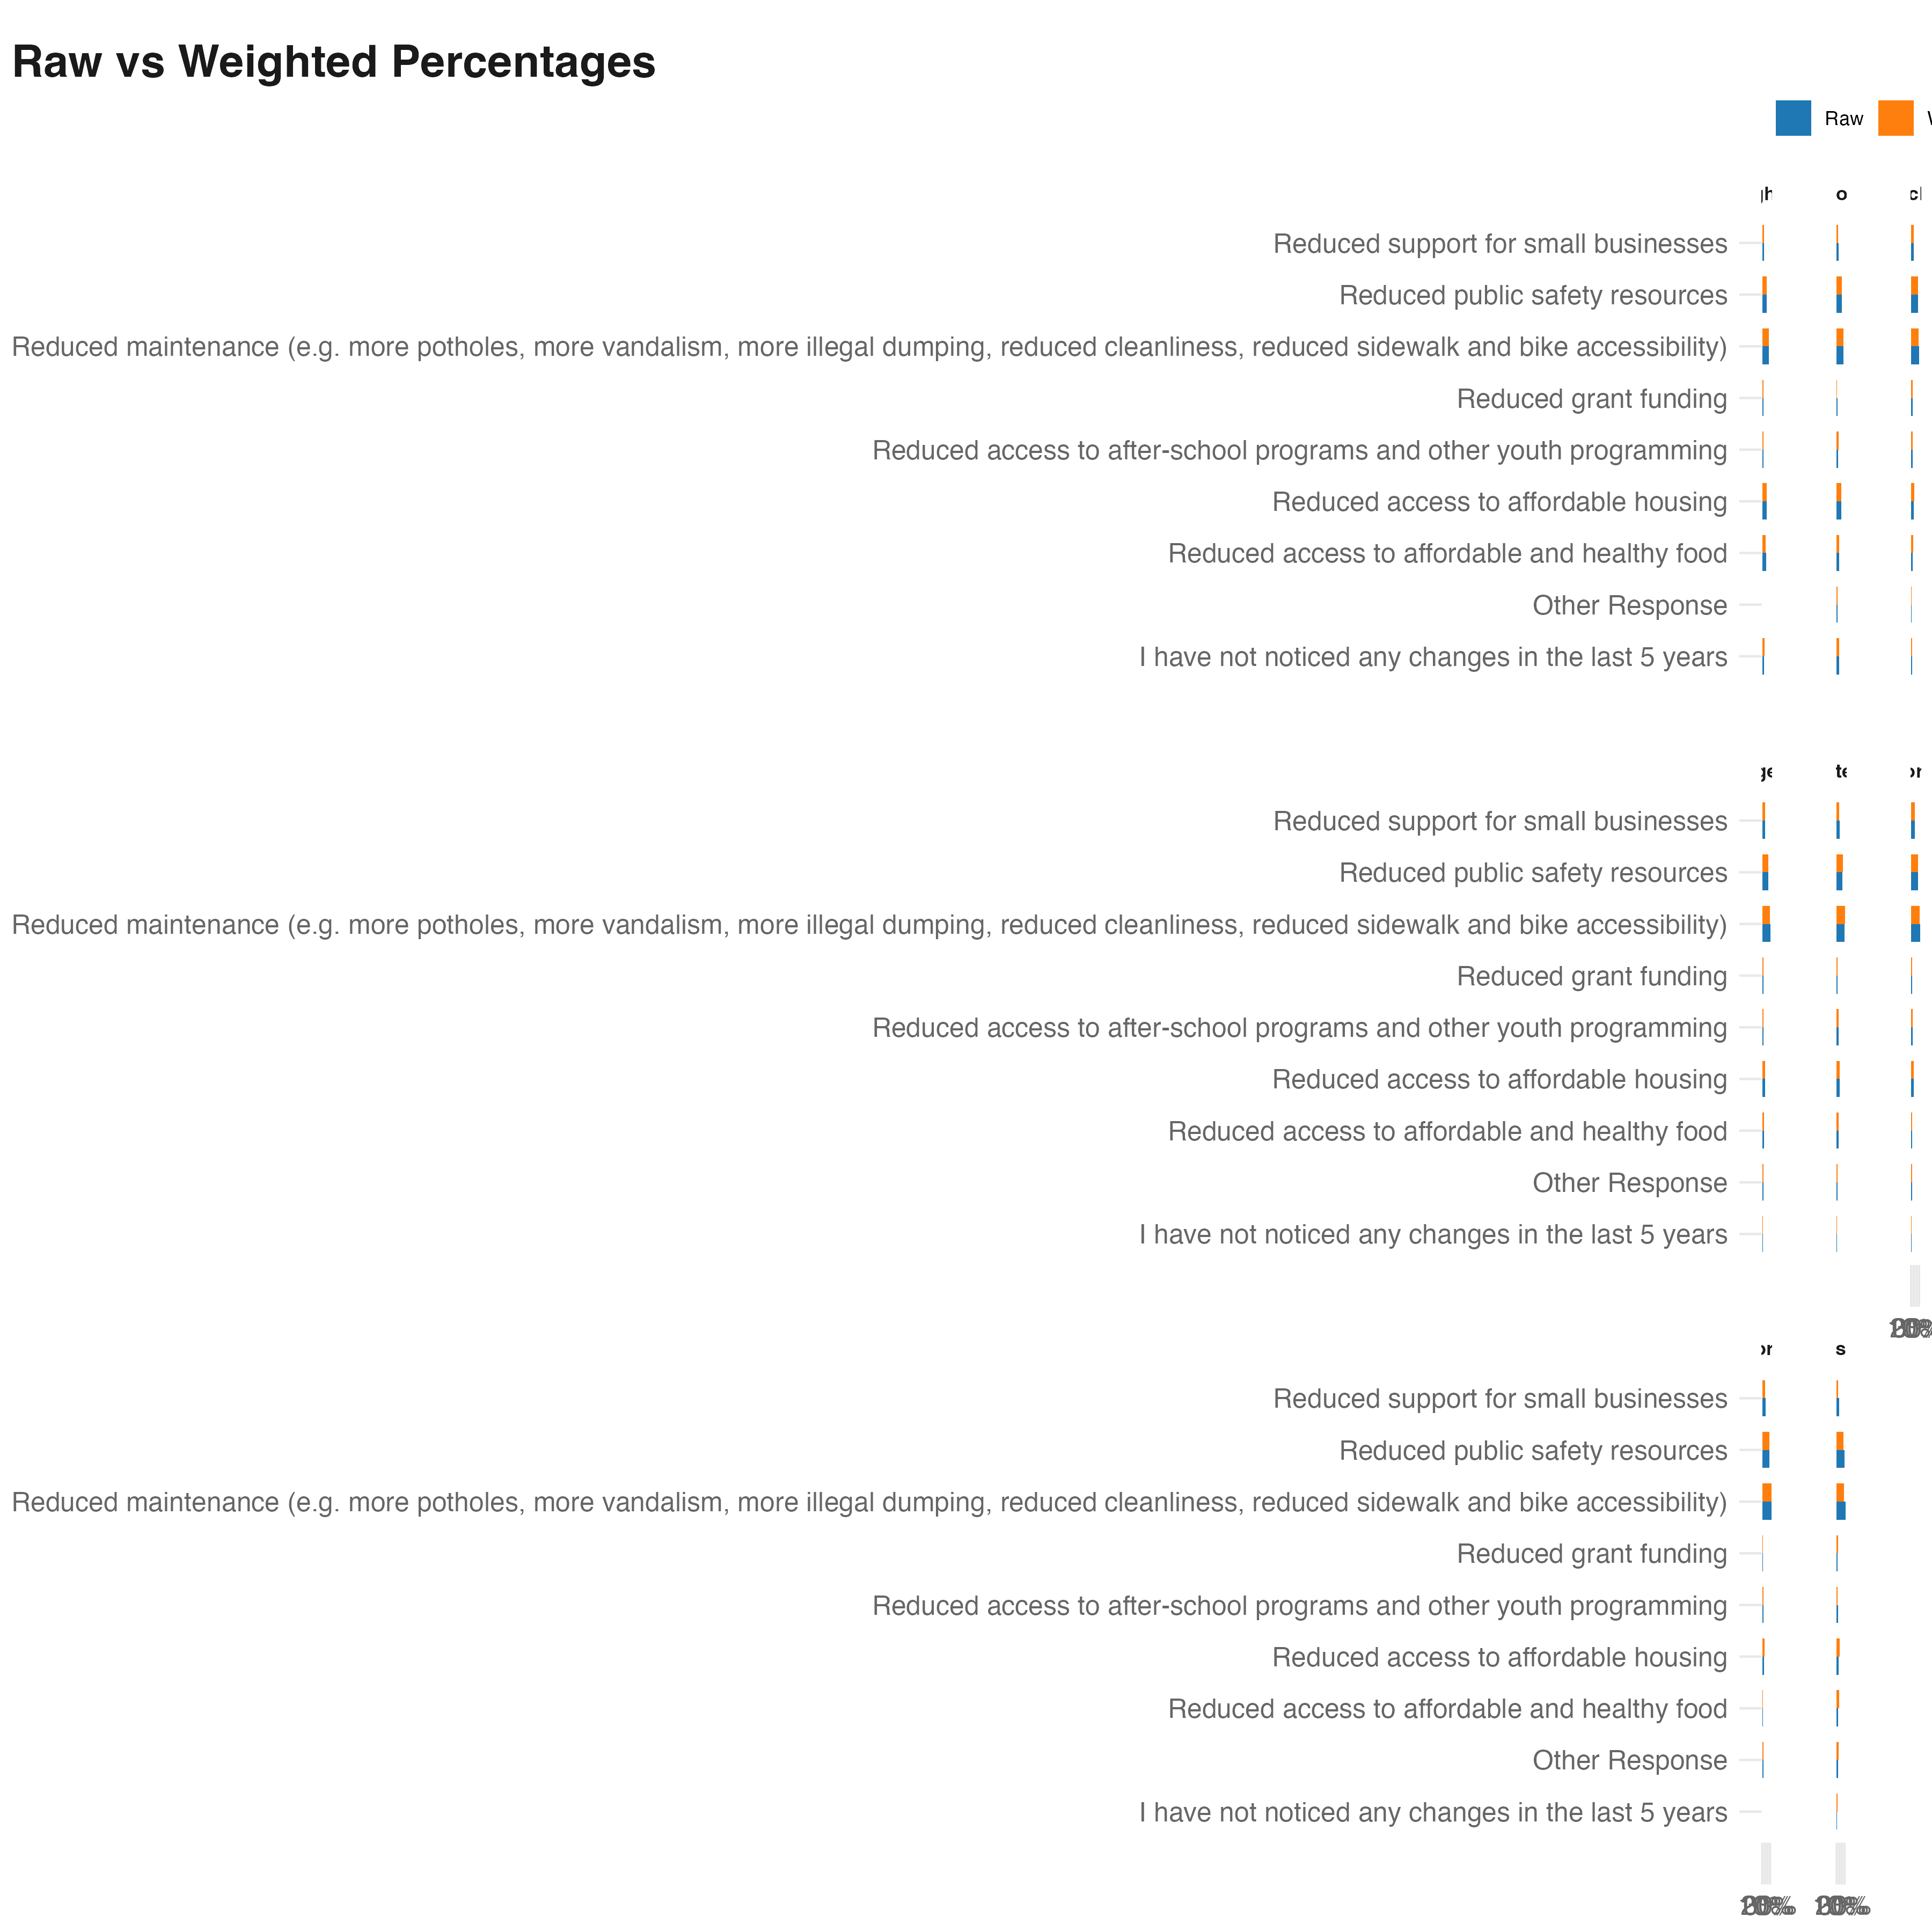 Raw vs Weighted Percentages
Raw
Reduced support for small businesses
Reduced public safety resources
Reduced maintenance (e.g. more potholes, more vandalism, more illegal dumping, reduced cleanliness, reduced sidewalk and bike accessibility)
Reduced grant funding
Reduced access to after-school programs and other youth programming
Reduced access to affordable housing
Reduced access to affordable and healthy food
Other Response
I have not noticed any changes in the last 5 years
Reduced support for small businesses
Reduced public safety resources
Reduced maintenance (e.g. more potholes, more vandalism, more illegal dumping, reduced cleanliness, reduced sidewalk and bike accessibility)
Reduced grant funding
Reduced access to after-school programs and other youth programming
Reduced access to affordable housing
Reduced access to affordable and healthy food
Other Response
I have not noticed any changes in the last 5 years
Reduced support for small businesses
Reduced public safety resources
Reduced maintenance (e.g. more potholes, more vandalism, more illegal dumping, reduced cleanliness, reduced sidewalk and bike accessibility)
Reduced grant funding
Reduced access to after-school programs and other youth programming
Reduced access to affordable housing
Reduced access to affordable and healthy food
Other Response
I have not noticed any changes in the last 5 years